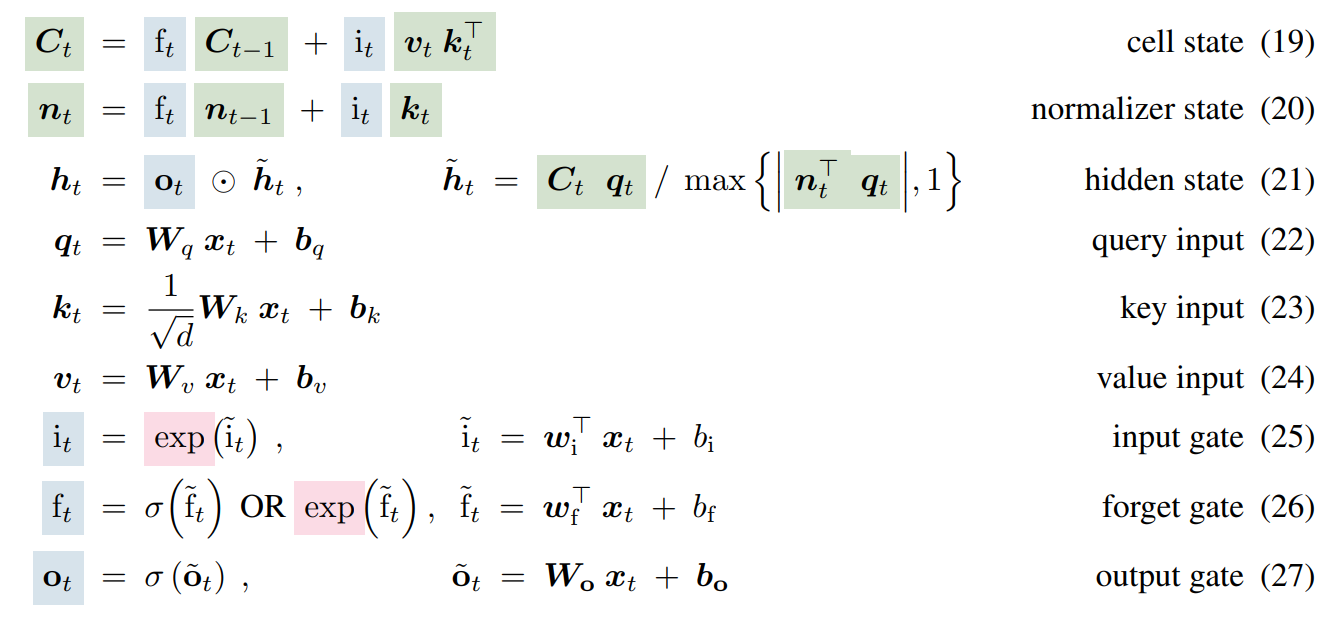 C_t = f_t C_{t−1} + i_t v_t k_t^⊤ cell state (19)
n_t = f_t n_{t−1} + i_t k_t normalizer state (20)
h_t = o_t ⊙ h̃_t , h̃_t = C_t q_t / max{|n_t^⊤ q_t|, 1} hidden state (21)
q_t = W_q x_t + b_q query input (22)
k_t = \frac{1}{√d} W_k x_t + b_k key input (23)
v_t = W_v x_t + b_v value input (24)
i_t = exp(ĩ_t) , ĩ_t = w_i^⊤ x_t + b_i input gate (25)
f_t = σ(f̃_t) OR exp(f̃_t) , f̃_t = w_f^⊤ x_t + b_f forget gate (26)
o_t = σ(õ_t) , õ_t = W_o x_t + b_o output gate (27)